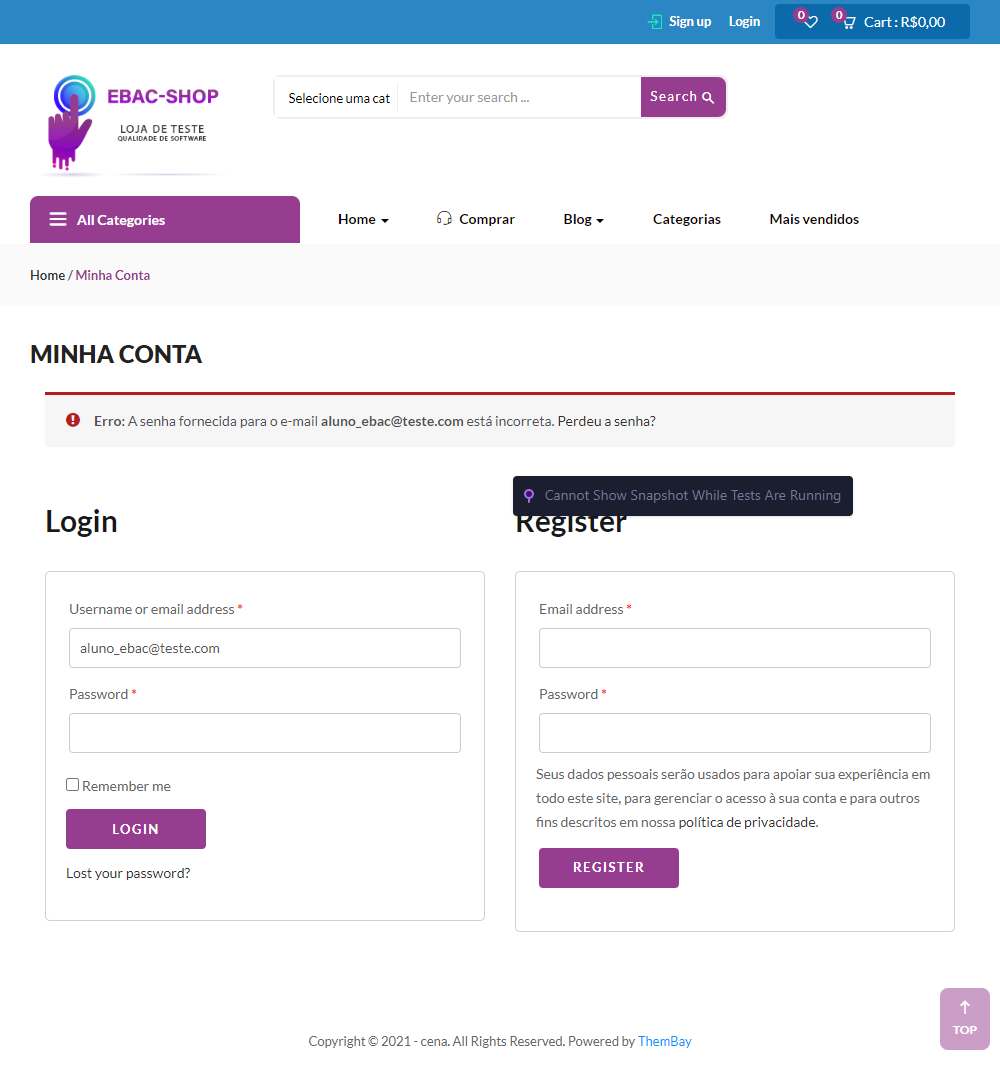 Sign up Login 0 0 Cart : R$0,00
EBAC-SHOP
LOJA DE TESTE
QUALIDADE DE SOFTWARE
Selecione uma cat Enter your search ... Search
All Categories Home Comprar Blog Categorias Mais vendidos
Home / Minha Conta
MINHA CONTA
Erro: A senha fornecida para o e-mail aluno_ebac@teste.com está incorreta. Perdeu a senha?
Cannot Show Snapshot While Tests Are Running
Login
Register
Username or email address *
aluno_ebac@teste.com
Password *
Remember me
LOGIN
Lost your password?
Email address *
Password *
Seus dados pessoais serão usados para apoiar sua experiência em
todo este site, para gerenciar o acesso à sua conta e para outros
fins descritos em nossa política de privacidade.
REGISTER
TOP
Copyright © 2021 - cena. All Rights Reserved. Powered by ThemBay